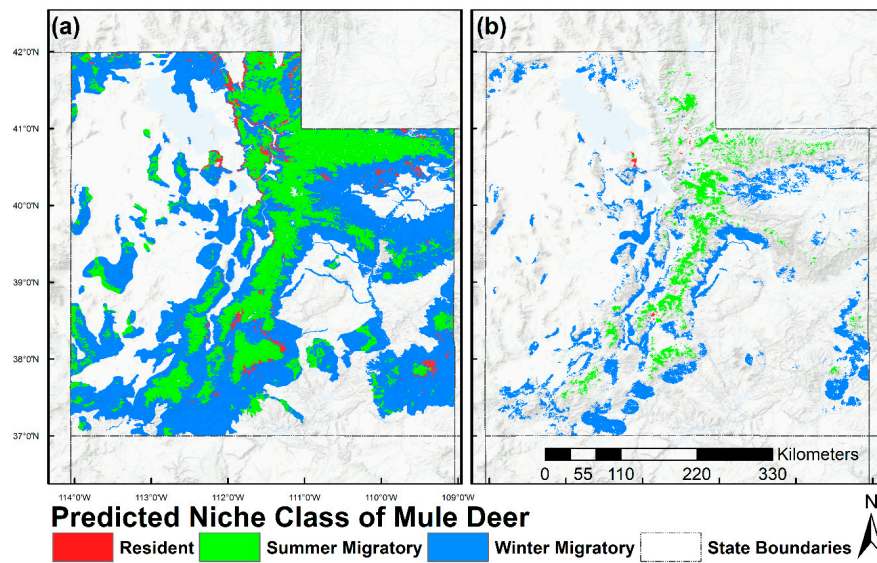 (a)
(b)
42°0'N
41°0'N
40°0'N
39°0'N
38°0'N
37°0'N
Kilometers
0 55 110 220 330
114°0'W 113°0'W 112°0'W 111°0'W 110°0'W 109°0'W
Predicted Niche Class of Mule Deer
N
Resident Summer Migratory Winter Migratory State Boundaries